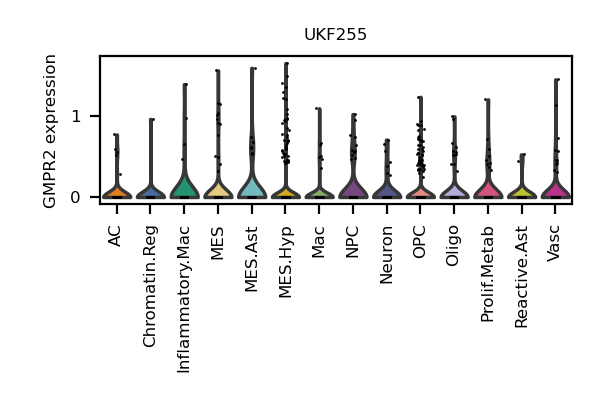 UKF255
GMPR2 expression
1
0
AC
Chromatin.Reg
Inflammatory.Mac
MES
MES.Ast
MES.Hyp
Mac
NPC
Neuron
OPC
Oligo
Prolif.Metab
Reactive.Ast
Vasc